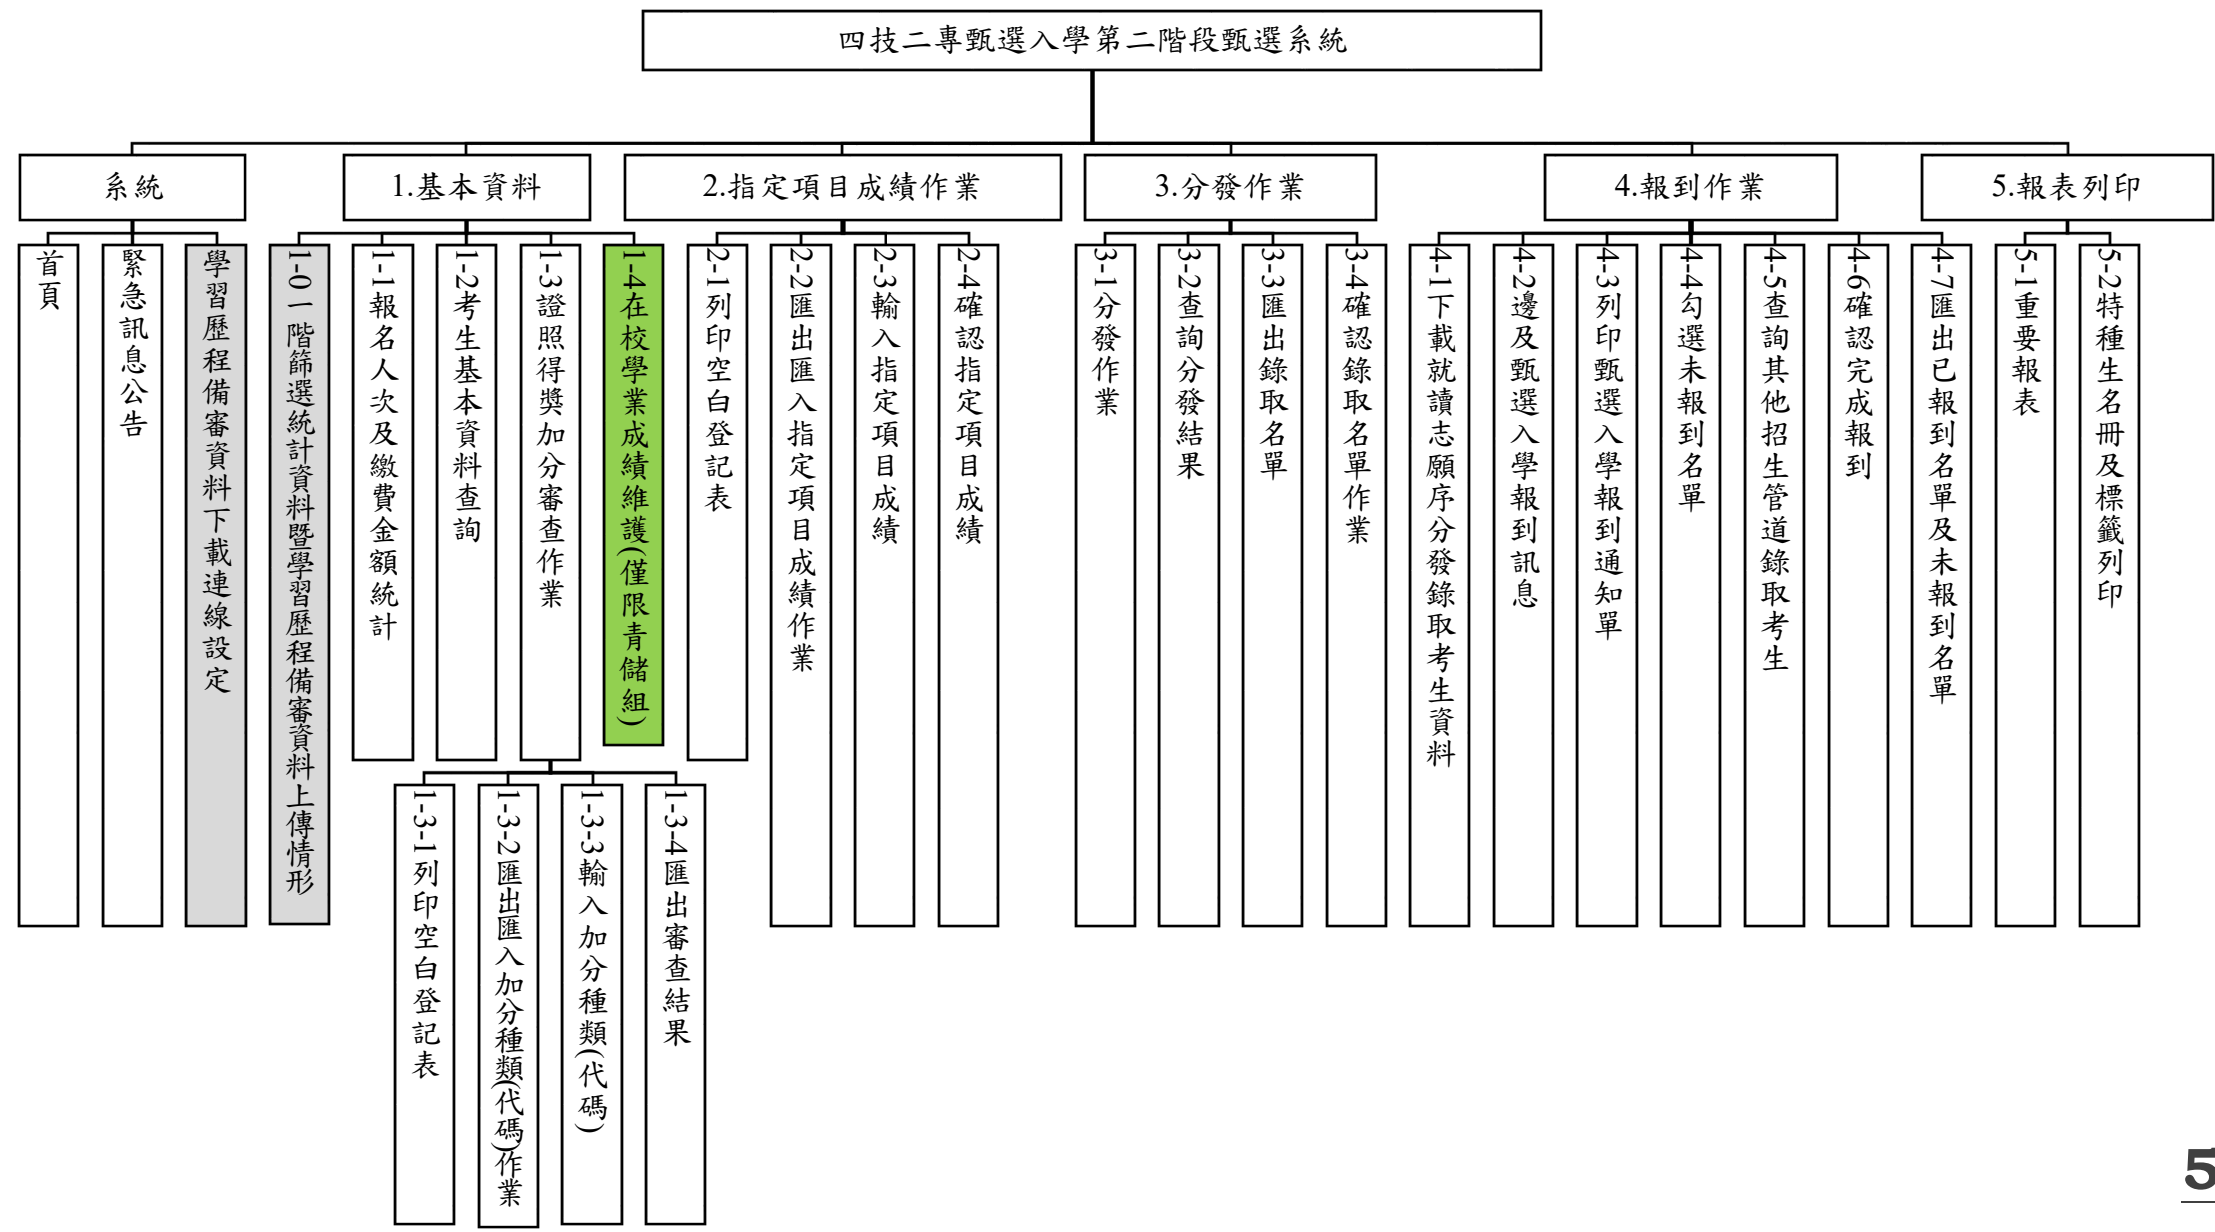 四技二專甄選入學第二階段甄選系統
系統
1.基本資料
2.指定項目成績作業
3.分發作業
4.報到作業
5.報表列印
首頁
緊急訊息公告
學習歷程備審資料下載連線設定
1-0一階篩選統計資料暨學習歷程備審資料上傳情形
1-1報名人次及繳費金額統計
1-2考生基本資料查詢
1-3證照得獎加分審查作業
1-4在校學業成績維護(僅限青儲組)
2-1列印空白登記表
2-2匯出匯入指定項目成績作業
2-3輸入指定項目成績
2-4確認指定項目成績
3-1分發作業
3-2查詢分發結果
3-3匯出錄取名單
3-4確認錄取名單作業
4-1下載就讀志願序分發錄取考生資料
4-2邊及甄選入學報到訊息
4-3列印甄選入學報到通知單
4-4勾選未報到名單
4-5查詢其他招生管道錄取考生
4-6確認完成報到
4-7匯出已報到名單及未報到名單
5-1重要報表
5-2特種生名冊及標籤列印
1-3-1列印空白登記表
1-3-2匯出匯入加分種類(代碼)作業
1-3-3輸入加分種類(代碼)
1-3-4匯出審查結果
5